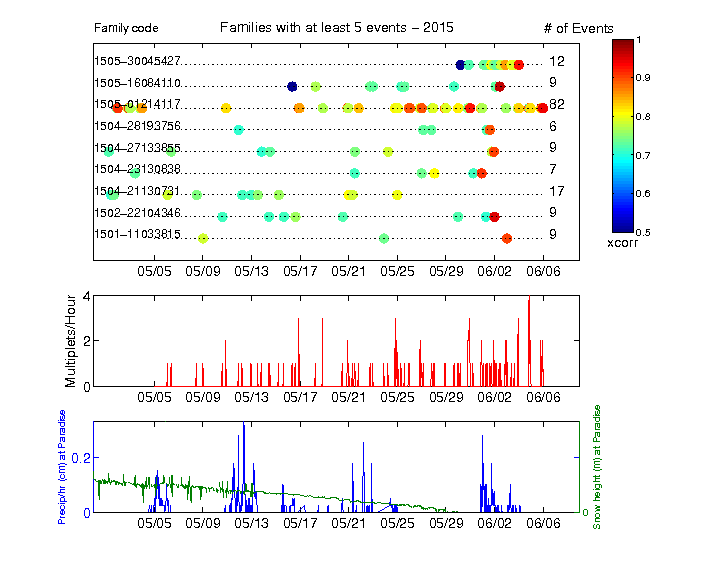 Family code Families with at least 5 events – 2015 # of Events
1505–30045427 12
1505–16084110 9
1505–01214117 82
1504–28193756 6
1504–27133855 9
1504–23130838 7
1504–21130731 17
1502–22104346 9
1501–11033815 9
05/05 05/09 05/13 05/17 05/21 05/25 05/29 06/02 06/06
1
0.9
0.8
0.7
0.6
0.5
xcorr
Multiplets/Hour
4
2
0
05/05 05/09 05/13 05/17 05/21 05/25 05/29 06/02 06/06
Precip/hr (cm) at Paradise
0.2
0
Snow height (m) at Paradise
0
05/05 05/09 05/13 05/17 05/21 05/25 05/29 06/02 06/06